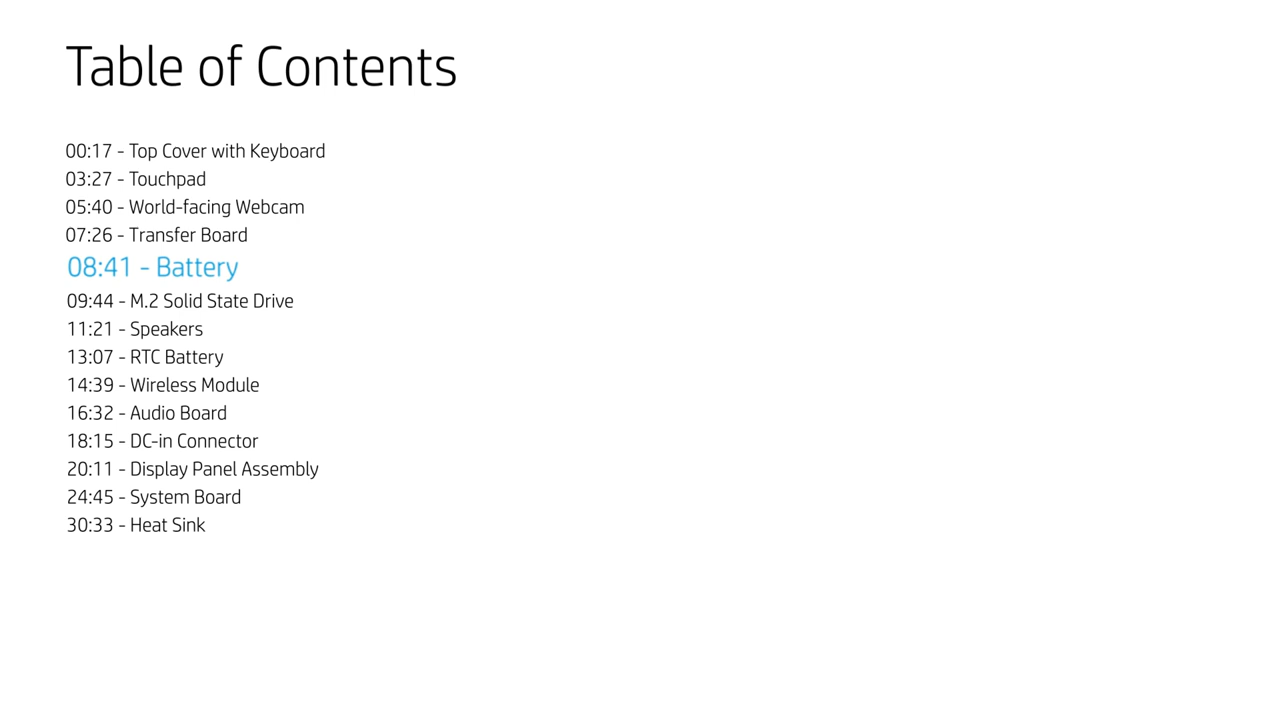 Table of Contents
00:17 - Top Cover with Keyboard
03:27 - Touchpad
05:40 - World-facing Webcam
07:26 - Transfer Board
08:41 - Battery
09:44 - M.2 Solid State Drive
11:21 - Speakers
13:07 - RTC Battery
14:39 - Wireless Module
16:32 - Audio Board
18:15 - DC-in Connector
20:11 - Display Panel Assembly
24:45 - System Board
30:33 - Heat Sink